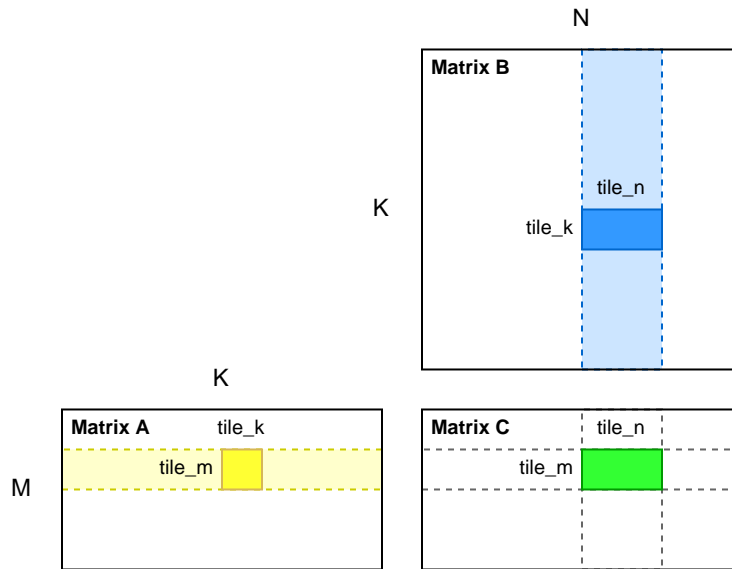 N
Matrix B
tile_n
K
tile_k
K
Matrix A
tile_k
Matrix C
tile_n
tile_m
tile_m
M